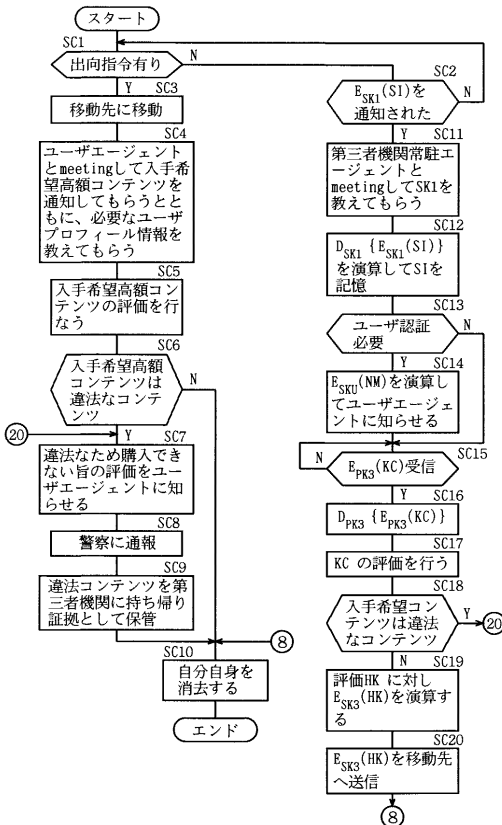 スタート
SC1
出向指令有り
N
Y
SC3
移動先に移動
SC4
ユーザエージェント
とmeetingして入手希
望高額コンテンツを
通知してもらうとと
もに、必要なユーザ
プロフィール情報を
教えてもらう
SC5
入手希望高額コン
テンツの評価を行
なう
SC6
入手希望高額
コンテンツは
違法なコンテ
ンツ
N
20
Y
SC7
違法なため購入でき
ない旨の評価をユー
ザエージェントに知
らせる
SC8
警察に通報
SC9
違法コンテンツを第
三者機関に持ち帰り
証拠として保管
8
SC10
自分自身を
消去する
エンド
SC2
E_SK1(SI)を
通知された
N
Y
SC11
第三者機関常駐エ
ージェントと
meetingしてSK1を
教えてもらう
SC12
D_SK1 {E_SK1(SI)}
を演算してSIを
記憶
SC13
ユーザ認証
必要
N
Y
SC14
E_SKU(NM)を演算し
てユーザエージェ
ントに知らせる
SC15
N
E_PK3(KC)受信
Y
SC16
D_PK3 {E_PK3(KC)}
SC17
KC の評価を行う
SC18
入手希望コン
テンツは違法
なコンテンツ
Y
20
N
SC19
評価HK に対し
E_SK3(HK)を演算す
る
SC20
E_SK3(HK)を移動先
へ送信
8